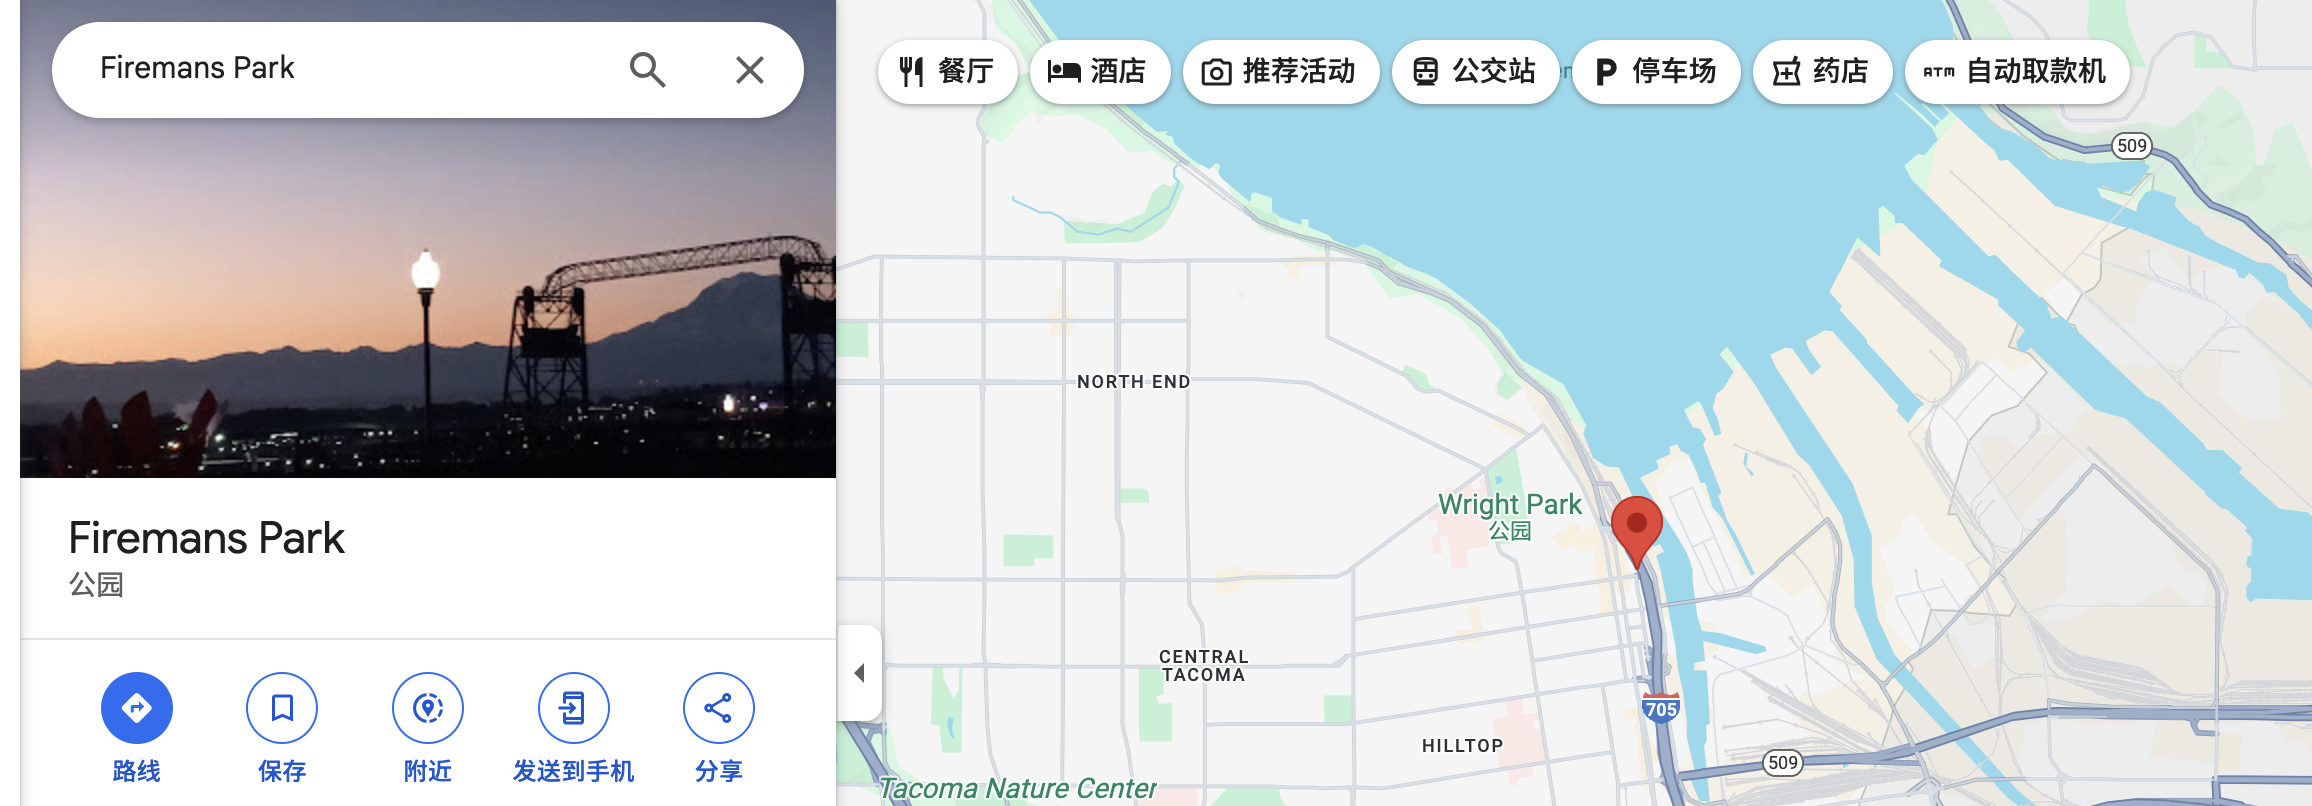 Firemans Park
餐厅
酒店
推荐活动
公交站
停车场
药店
ATM 自动取款机
509
NORTH END
Wright Park
公园
Firemans Park
公园
CENTRAL
TACOMA
705
HILLTOP
509
路线
保存
附近
发送到手机
分享
Tacoma Nature Center